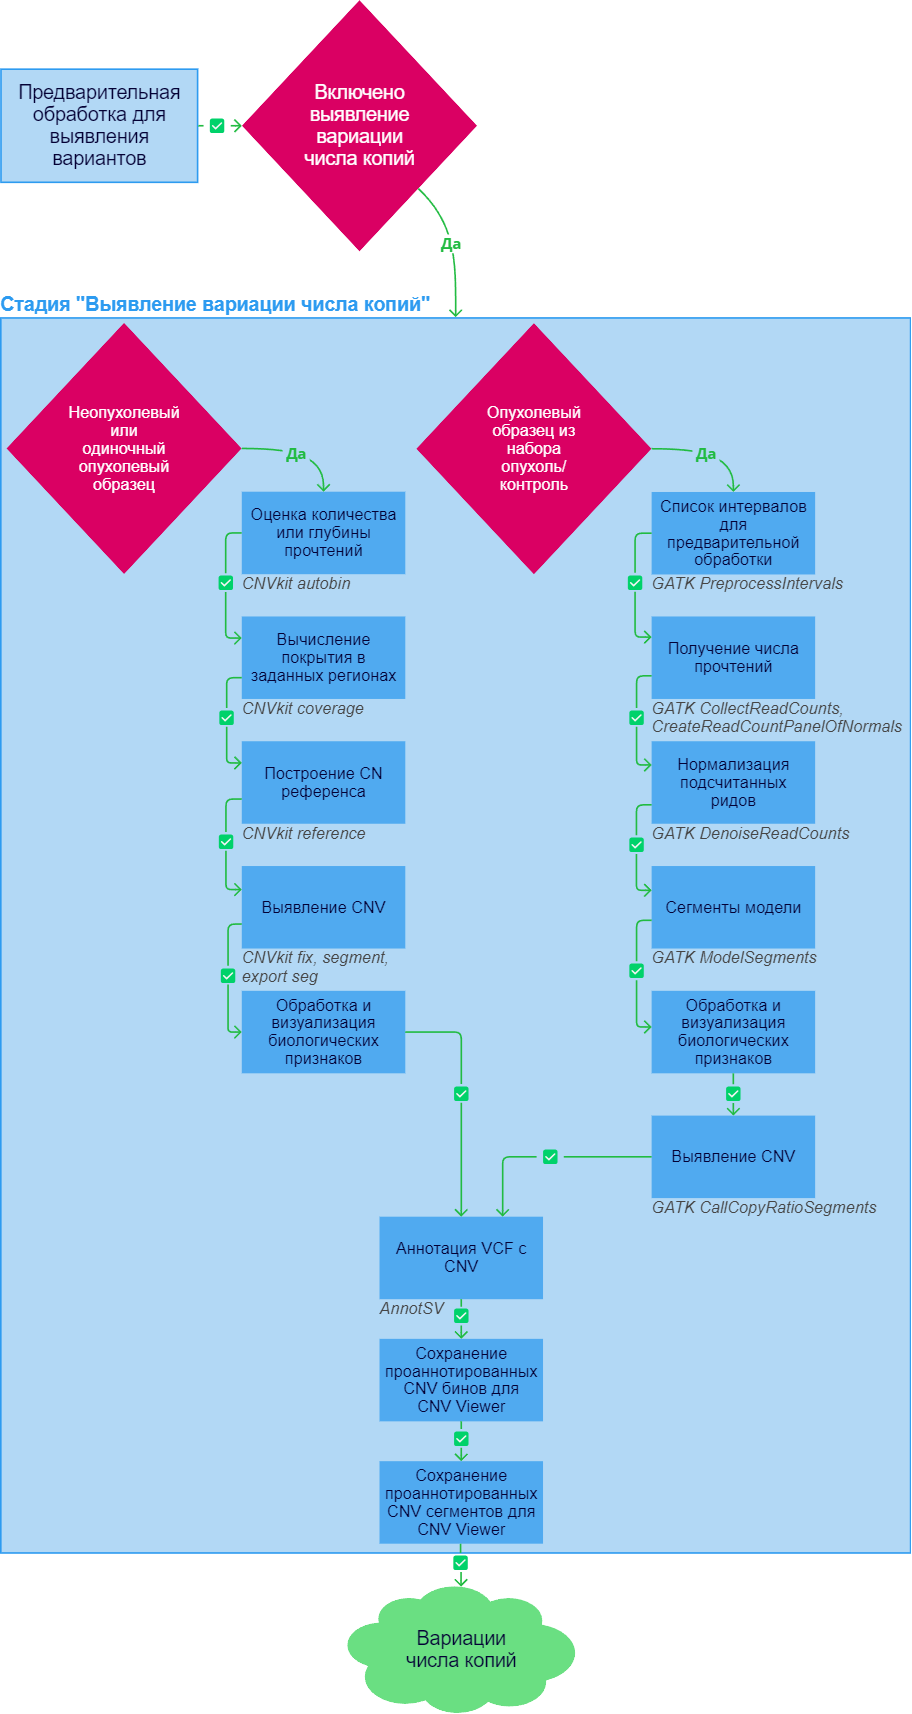 Предварительная
обработка для
выявления
вариантов
Включено
выявление
вариации
числа копий
Да
Стадия "Выявление вариации числа копий"
Неопухолевый
или
одиночный
опухолевый
образец
Да
Оценка количества
или глубины
прочтений
CNVkit autobin
Вычисление
покрытия в
заданных регионах
CNVkit coverage
Построение CN
референса
CNVkit reference
Выявление CNV
CNVkit fix, segment,
export seg
Обработка и
визуализация
биологических
признаков
Опухолевый
образец из
набора
опухоль/
контроль
Да
Список интервалов
для
предварительной
обработки
GATK PreprocessIntervals
Получение числа
прочтений
GATK CollectReadCounts,
CreateReadCountPanelOfNormals
Нормализация
подсчитанных
ридов
GATK DenoiseReadCounts
Сегменты модели
GATK ModelSegments
Обработка и
визуализация
биологических
признаков
Выявление CNV
GATK CallCopyRatioSegments
Аннотация VCF с
CNV
AnnotSV
Сохранение
проаннотированных
CNV бинов для
CNV Viewer
Сохранение
проаннотированных
CNV сегментов для
CNV Viewer
Вариации
числа копий